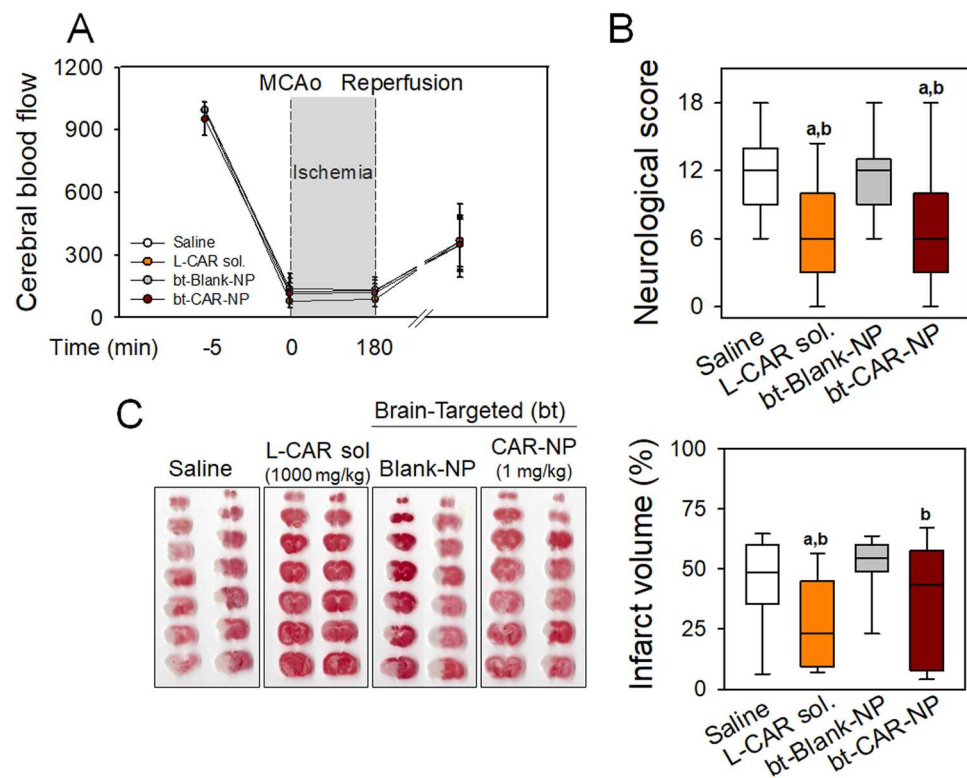 A
1200
900
600
300
0
Cerebral blood flow
MCAo
Reperfusion
Ischemia
Saline
L-CAR sol.
bt-Blank-NP
bt-CAR-NP
Time (min)
-5
0
180
B
Neurological score
18
12
6
0
a,b
a,b
Saline
L-CAR sol.
bt-Blank-NP
bt-CAR-NP
C
Brain-Targeted (bt)
Saline
L-CAR sol
(1000 mg/kg)
Blank-NP
CAR-NP
(1 mg/kg)
Infarct volume (%)
100
75
50
25
0
a,b
b
Saline
L-CAR sol.
bt-Blank-NP
bt-CAR-NP